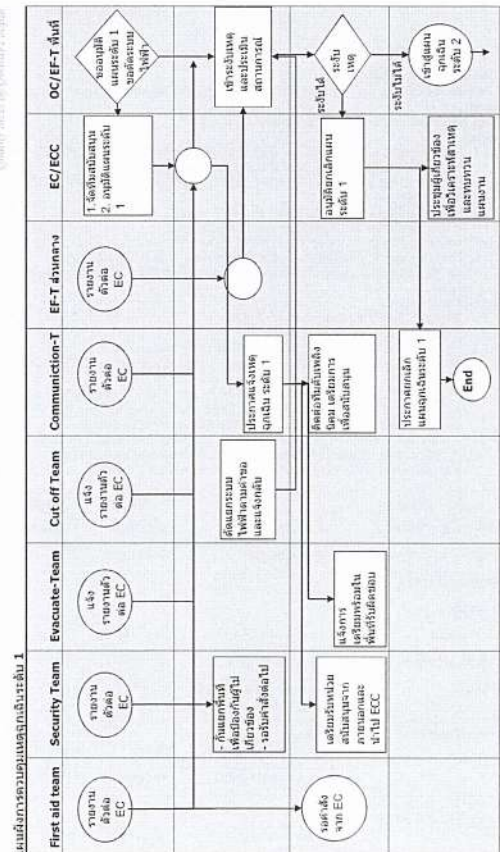 แผนผังการควบคุมเหตุฉุกเฉินระดับ 1
First aid team
Security Team
Evacuate-Team
Cut off Team
Communiction-T
EF-T ส่วนกลาง
EC/ECC
OC/EF-T พื้นที่
รายงาน
ตัวต่อ
EC
รายงาน
ตัวต่อ
EC
แจ้ง
รายงานตัว
ต่อ EC
แจ้ง
รายงานตัว
ต่อ EC
รายงาน
ตัวต่อ
EC
รายงาน
ตัวต่อ
EC
1.จัดทีมสนับสนุน
2. อนุมัติแผนระดับ
1
ขออนุมัติ
แผนระดับ 1
ขอตัดระบบ
ไฟฟ้า
- กันแยกพื้นที่
เพื่อป้องกันผู้ไม่
เกี่ยวข้อง
- รอรับคำสั่งต่อไป
ตัดแยกระบบ
ไฟฟ้าตามคำขอ
และแจ้งกลับ
ประกาศแจ้งเหตุ
ฉุกเฉิน ระดับ 1
เข้าระงับเหตุ
และประเมิน
สถานการณ์
รอคำสั่ง
จาก EC
เตรียมรับหน่วย
สนับสนุนจาก
ภายนอกและ
นำไป ECC
แจ้งการ
เตรียมพร้อมใน
พื้นที่รับผิดชอบ
ติดต่อทีมดับเพลิง
นิคม เตรียมการ
เพื่อสนับสนุน
อนุมัติยกเลิกแผน
ระดับ 1
ระงับได้
ระงับ
เหตุ
ระงับไม่ได้
ประกาศยกเลิก
แผนฉุกเฉินระดับ 1
End
ประชุมผู้เกี่ยวข้อง
เพื่อวิเคราะห์สาเหตุ
และทบทวน
แผนงาน
เข้าสู่แผน
ฉุกเฉิน
ระดับ 2